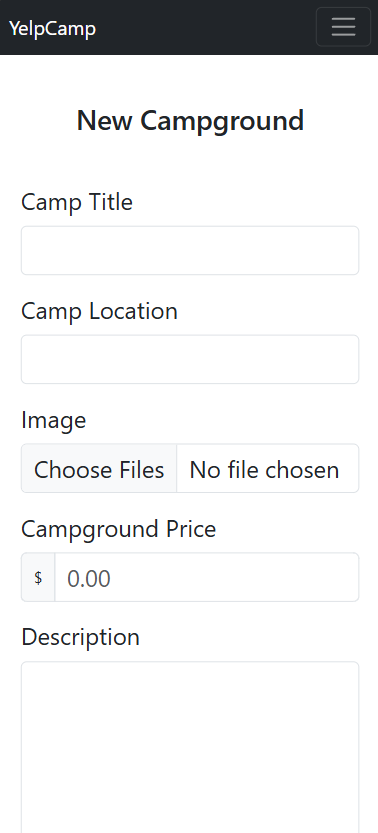 YelpCamp
New Campground
Camp Title
Camp Location
Image
Choose Files No file chosen
Campground Price
$ 0.00
Description